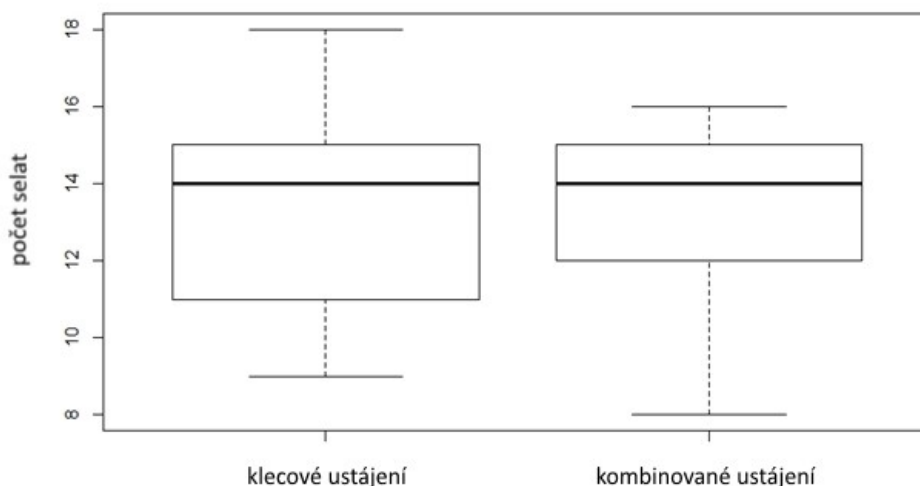 18
16
14
12
10
8
počet selat
klecové ustájení
kombinované ustájení